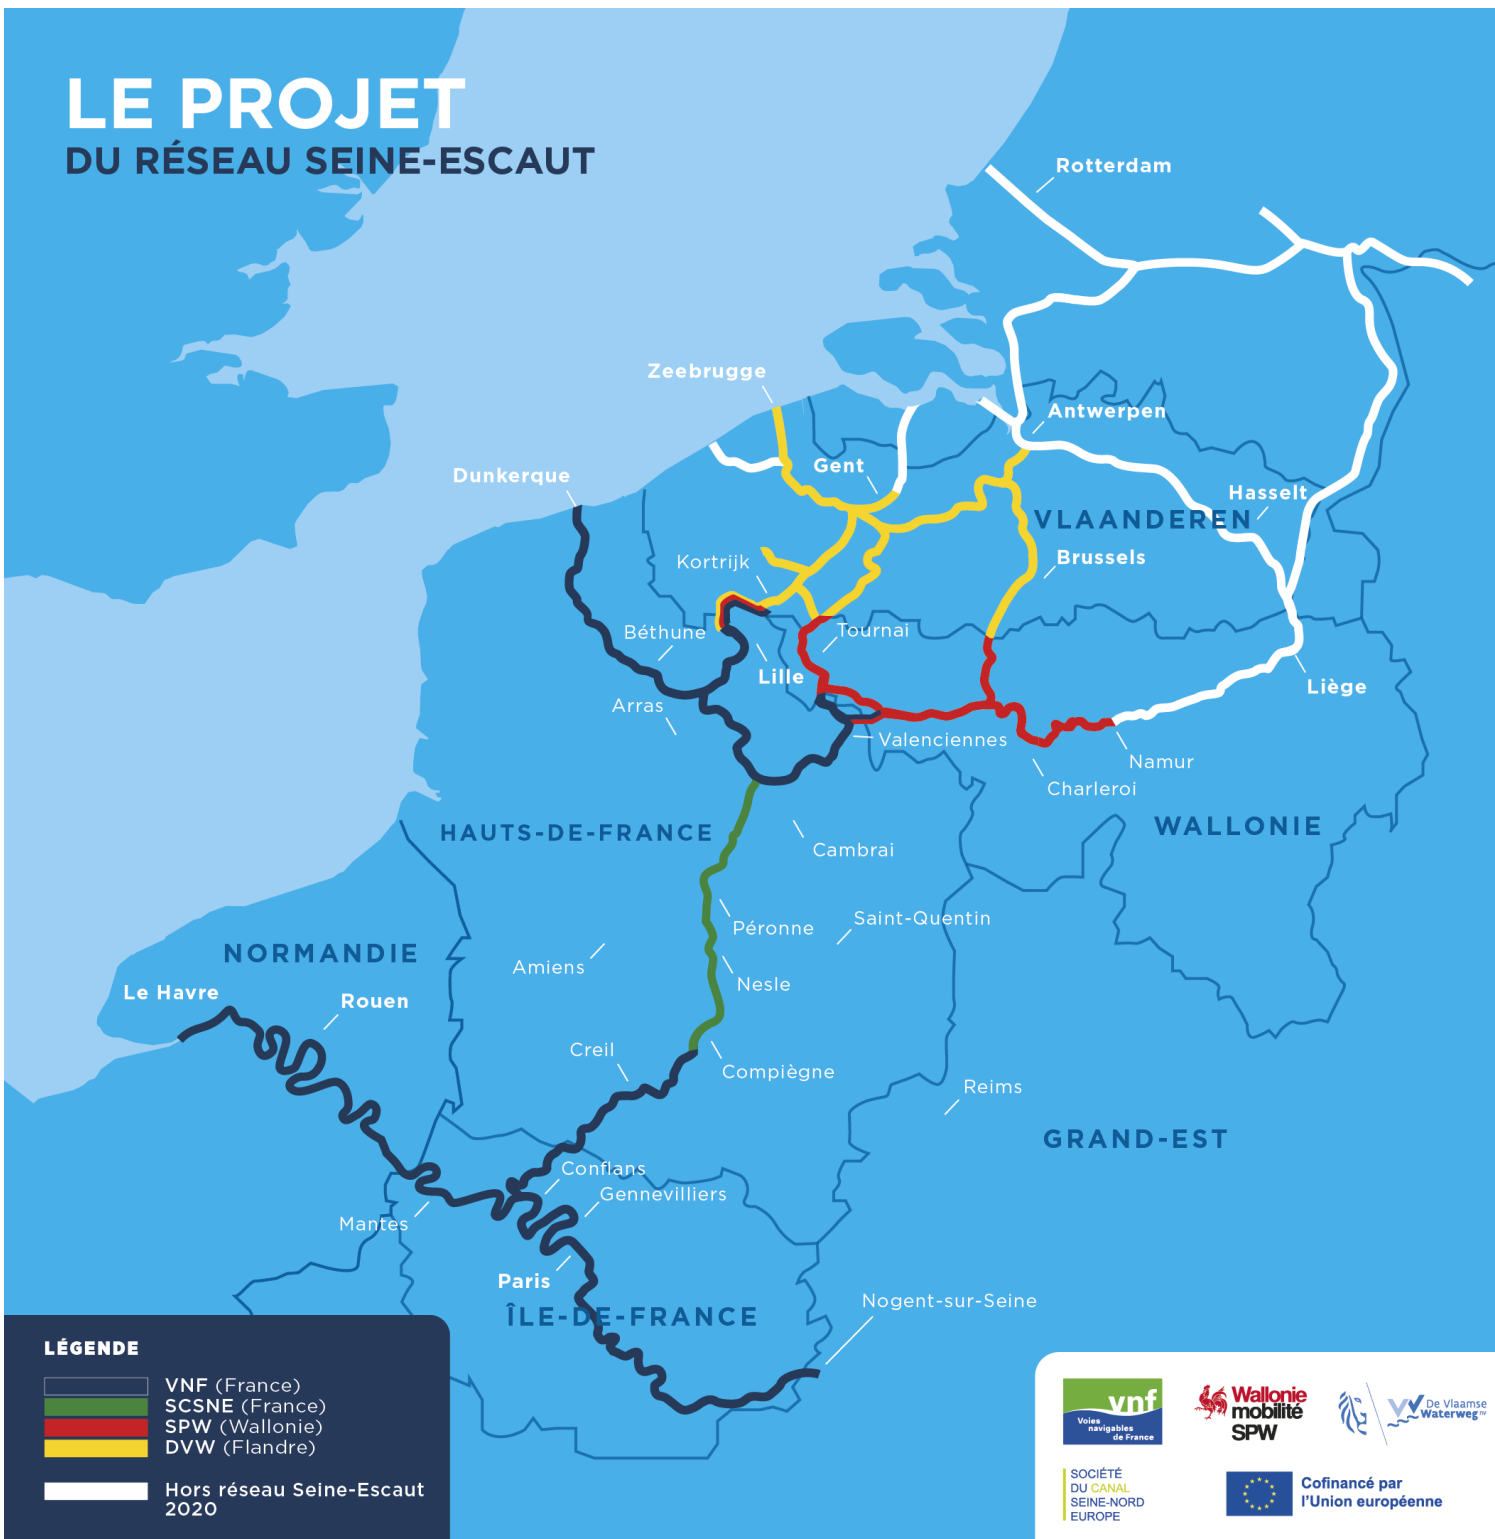 LE PROJET
DU RÉSEAU SEINE-ESCAUT
Rotterdam
Zeebrugge
Antwerpen
Gent
Dunkerque
Hasselt
VLAANDEREN
Kortrijk
Brussels
Béthune
Tournai
Lille
Liège
Arras
Valenciennes
Namur
Charleroi
HAUTS-DE-FRANCE
WALLONIE
Cambrai
Péronne
Saint-Quentin
NORMANDIE
Amiens
Nesle
Le Havre
Rouen
Creil
Compiègne
Reims
GRAND-EST
Conflans
Gennevilliers
Mantes
Paris
Nogent-sur-Seine
ÎLE-DE-FRANCE
LÉGENDE
VNF (France)
SCSNE (France)
SPW (Wallonie)
DVW (Flandre)
Hors réseau Seine-Escaut
2020
vnf
Voies
navigables
de France
Wallonie
mobilité
SPW
De Vlaamse
Waterweg nv
SOCIÉTÉ
DU CANAL
SEINE-NORD
EUROPE
Cofinancé par
l'Union européenne